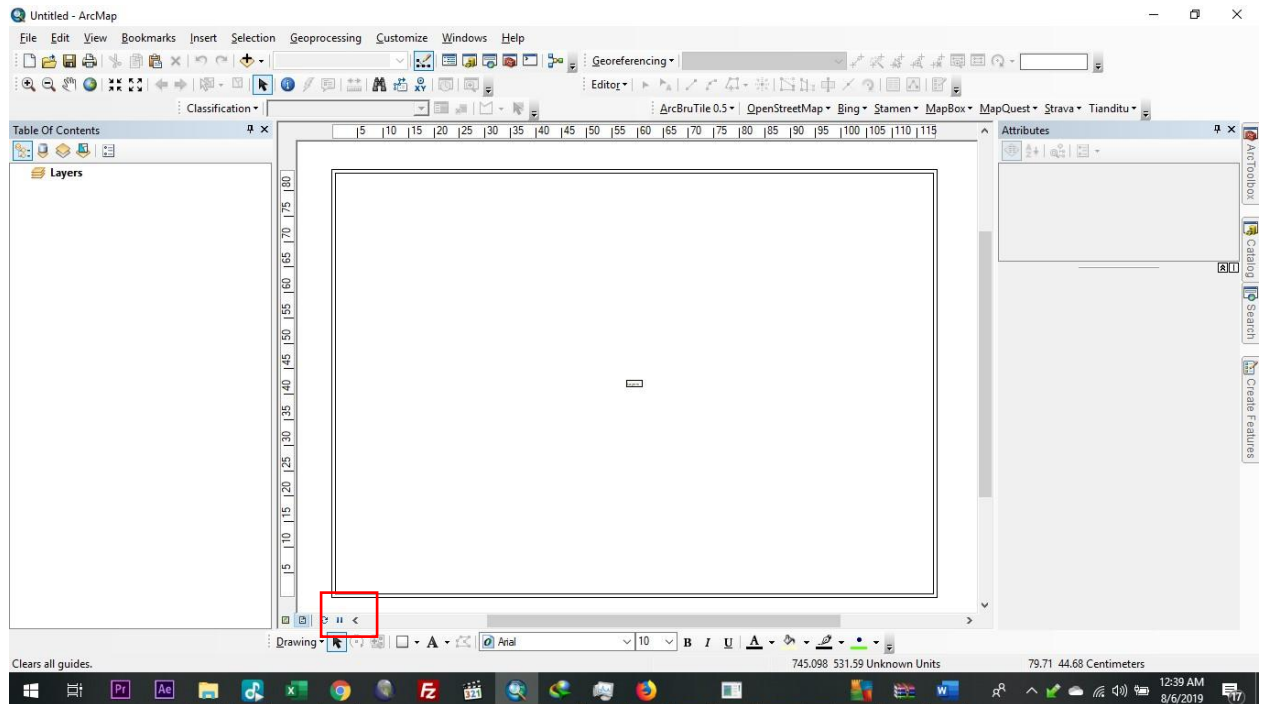 Untitled - ArcMap
File Edit View Bookmarks Insert Selection Geoprocessing Customize Windows Help
Georeferencing
Editor
Classification
ArcBruTile 0.5 OpenStreetMap Bing Stamen MapBox MapQuest Strava Tianditu
Table Of Contents
5 10 15 20 25 30 35 40 45 50 55 60 65 70 75 80 85 90 95 100 105 110 115
Attributes
Layers
80
75
70
65
60
55
50
45
40
35
30
25
20
15
10
5
ArcToolbox
Catalog
Search
Create Features
Drawing A Arial 10 B I U A
Clears all guides.
745.098 531.59 Unknown Units
79.71 44.68 Centimeters
Pr Ae Fz
12:39 AM
8/6/2019
17